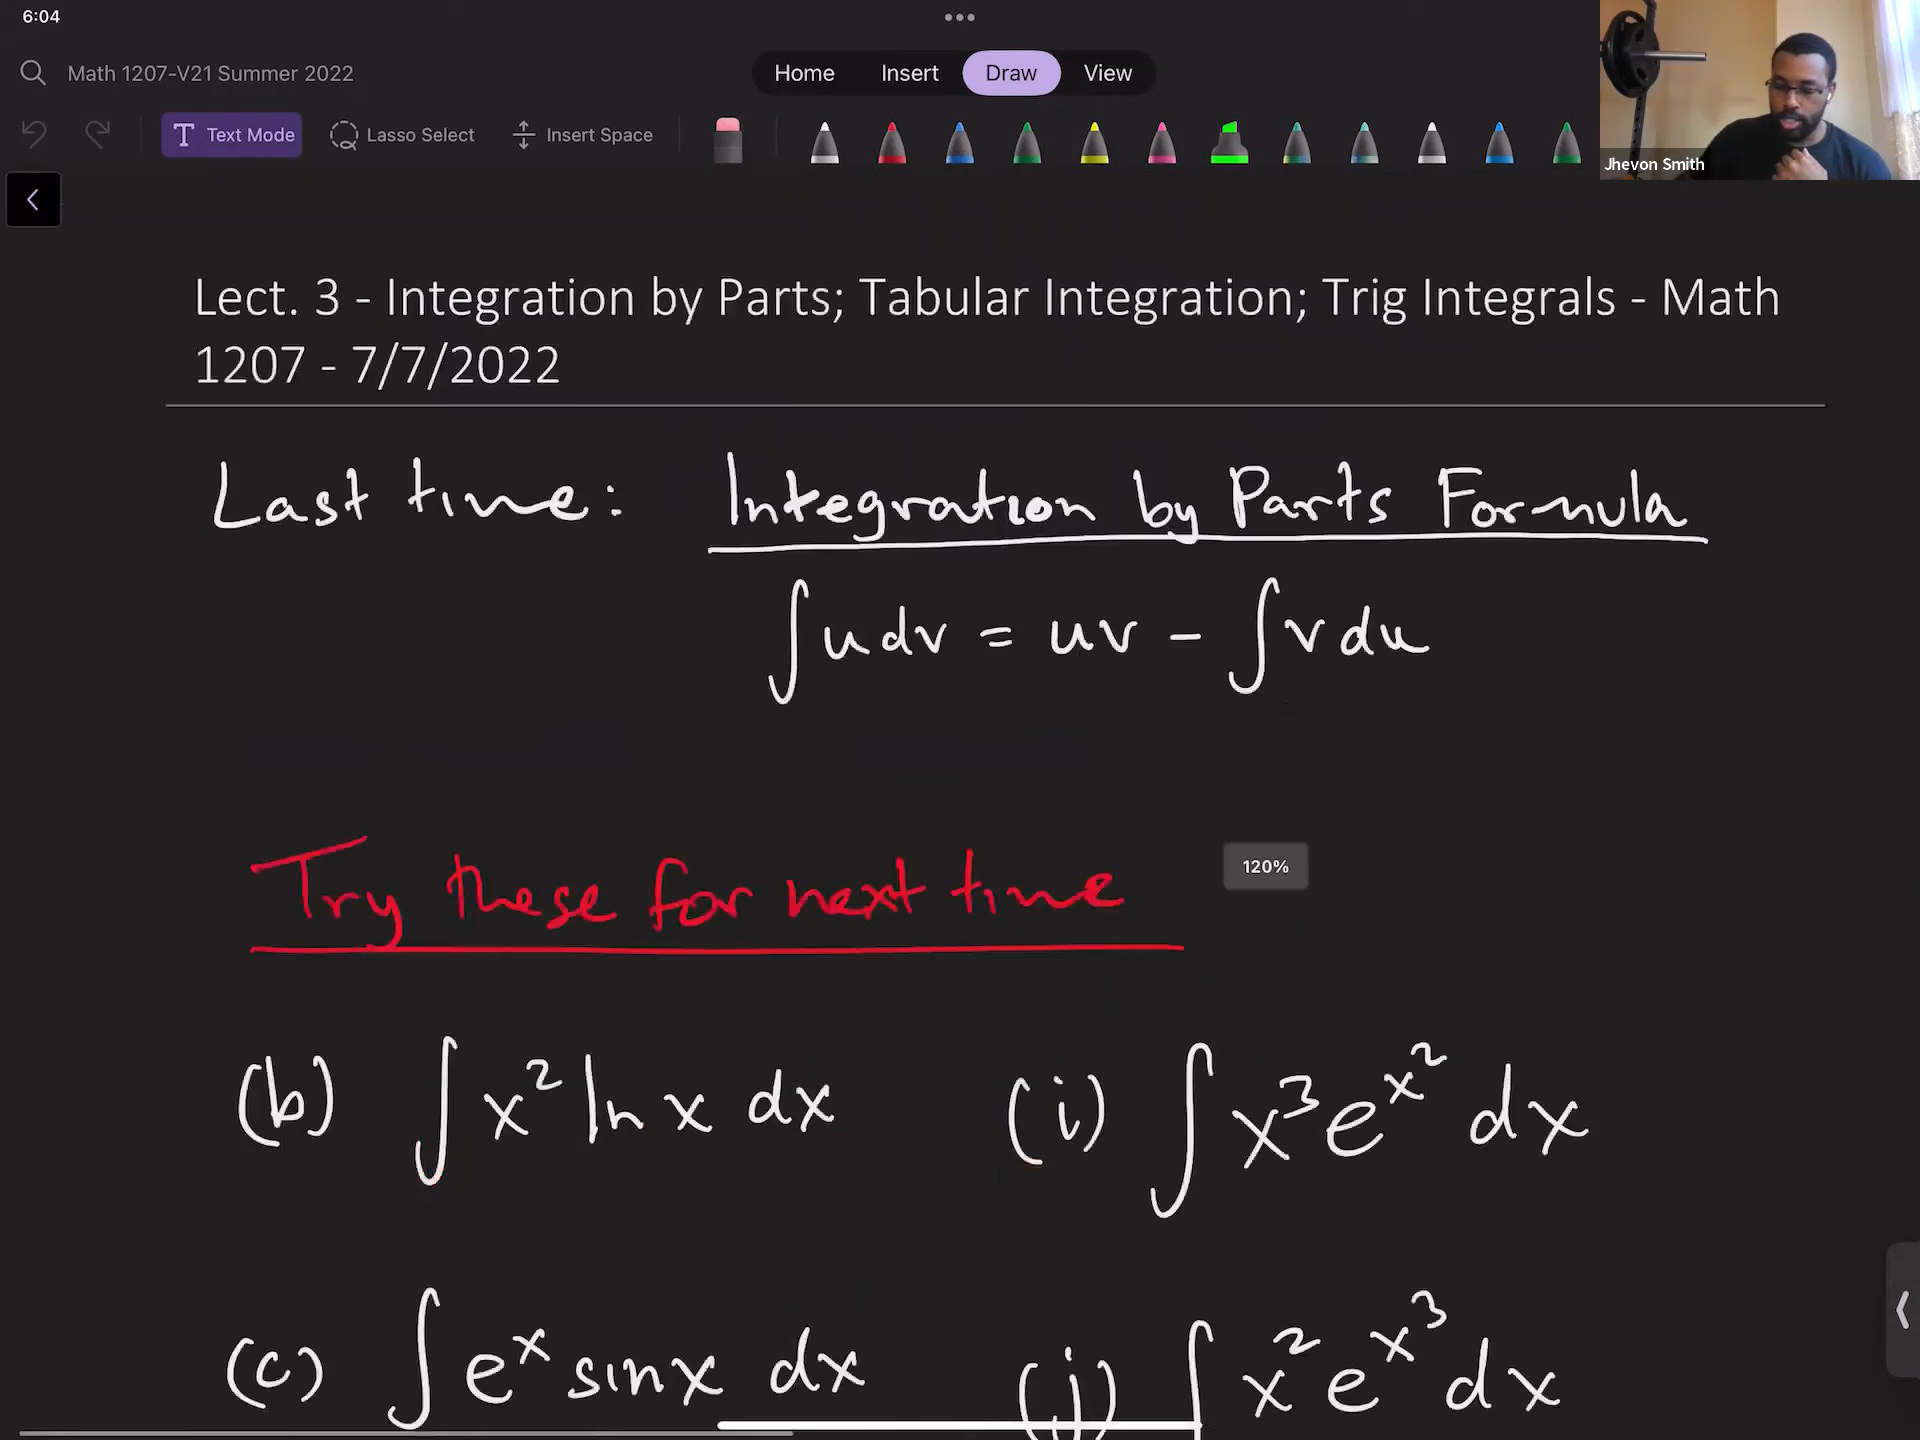 6:04
Math 1207-V21 Summer 2022
Home Insert Draw View
Text Mode Lasso Select Insert Space
Jhevon Smith
Lect. 3 - Integration by Parts; Tabular Integration; Trig Integrals - Math
1207 - 7/7/2022
Last time: Integration by Parts Formula
∫ u dv = uv - ∫ v du
Try these for next time
120%
(b) ∫ x² ln x dx (i) ∫ x³ e^(x²) dx
(c) ∫ eˣ sin x dx (j) ∫ x² e^(x³) dx